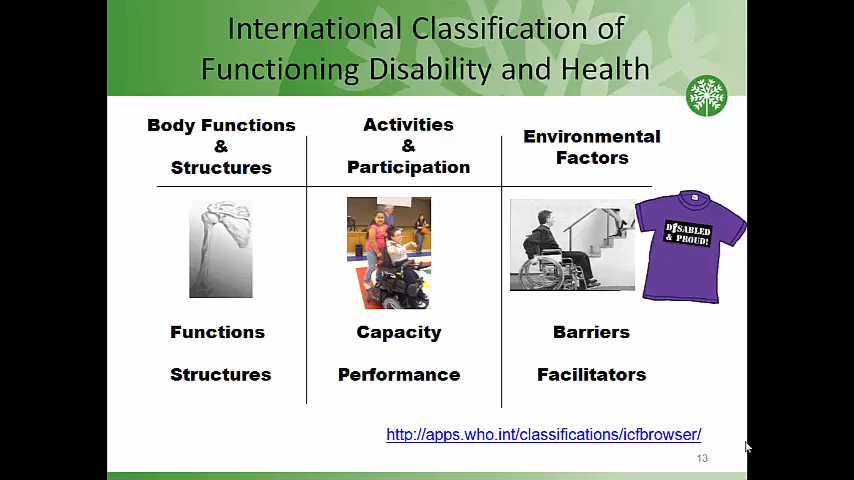 International Classification of
Functioning Disability and Health
Body Functions
&
Structures
Activities
&
Participation
Environmental
Factors
DISABLED
& PROUD!
Functions
Capacity
Barriers
Structures
Performance
Facilitators
http://apps.who.int/classifications/icfbrowser/
13